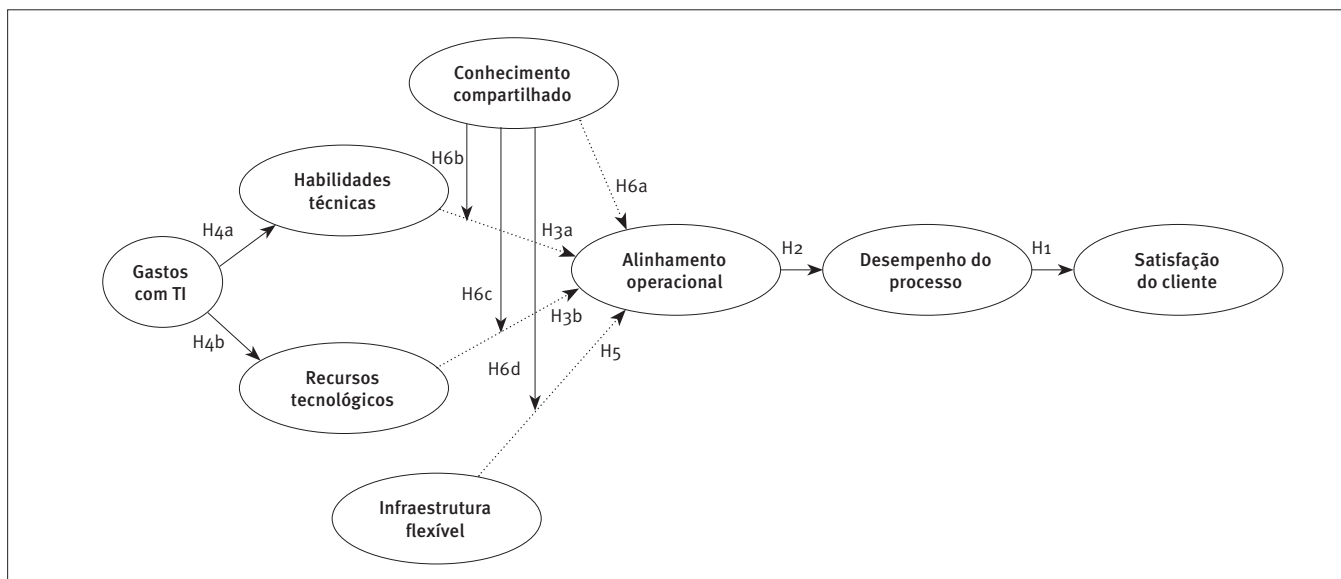 Conhecimento
compartilhado
H6b
Habilidades
técnicas
H6a
H4a
H3a
H2
H1
Gastos
com TI
Alinhamento
operacional
Desempenho do
processo
Satisfação
do cliente
H6c
H3b
H4b
H5
H6d
Recursos
tecnológicos
Infraestrutura
flexível